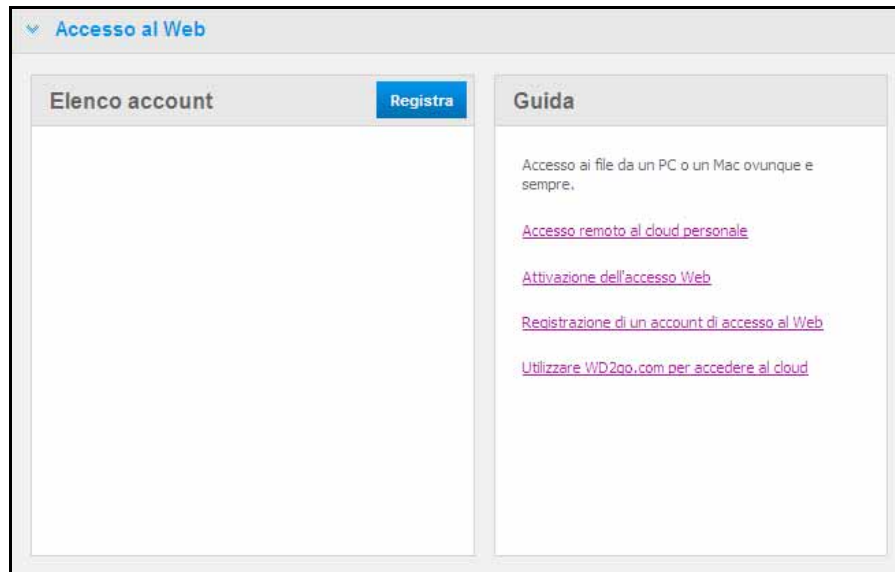 Accesso al Web
Elenco account
Registra
Guida
Accesso ai file da un PC o un Mac ovunque e
sempre.
Accesso remoto al cloud personale
Attivazione dell'accesso Web
Registrazione di un account di accesso al Web
Utilizzare WD2go.com per accedere al cloud